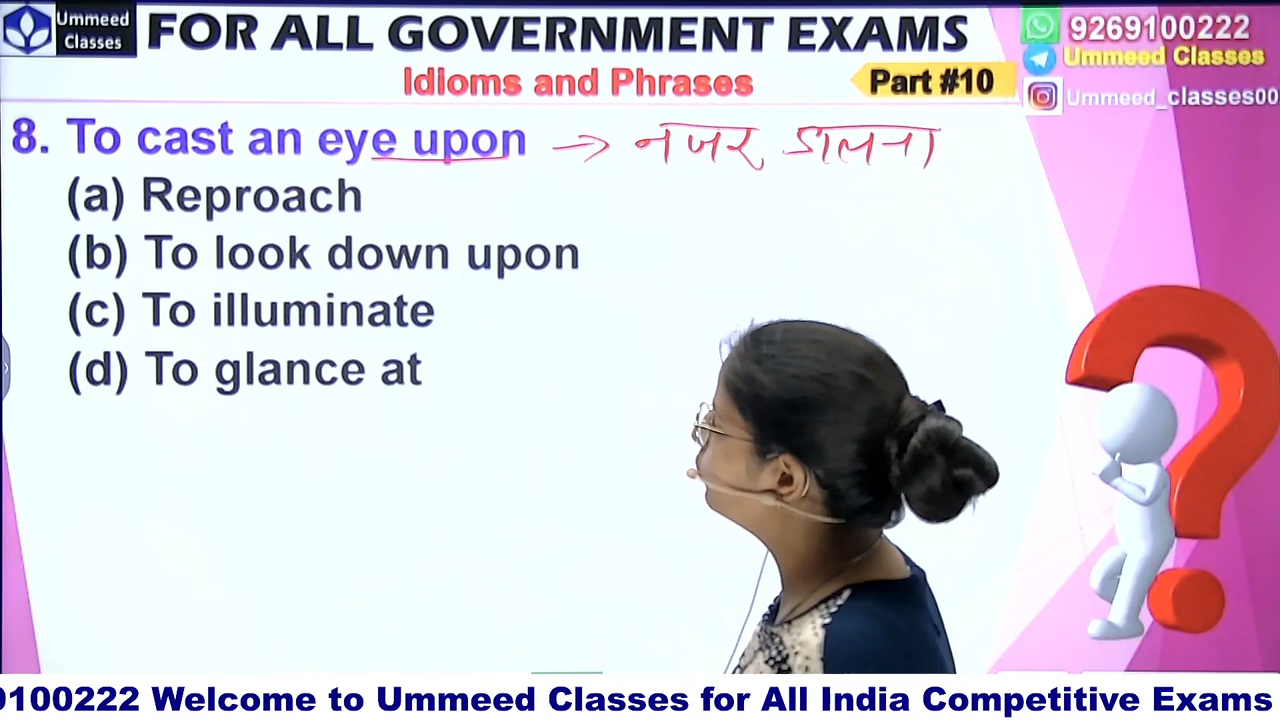 Ummeed
Classes
FOR ALL GOVERNMENT EXAMS
9269100222
Ummeed Classes
Idioms and Phrases
Part #10
Ummeed_classes00
8. To cast an eye upon → नजर डालना
(a) Reproach
(b) To look down upon
(c) To illuminate
(d) To glance at
9100222 Welcome to Ummeed Classes for All India Competitive Exams